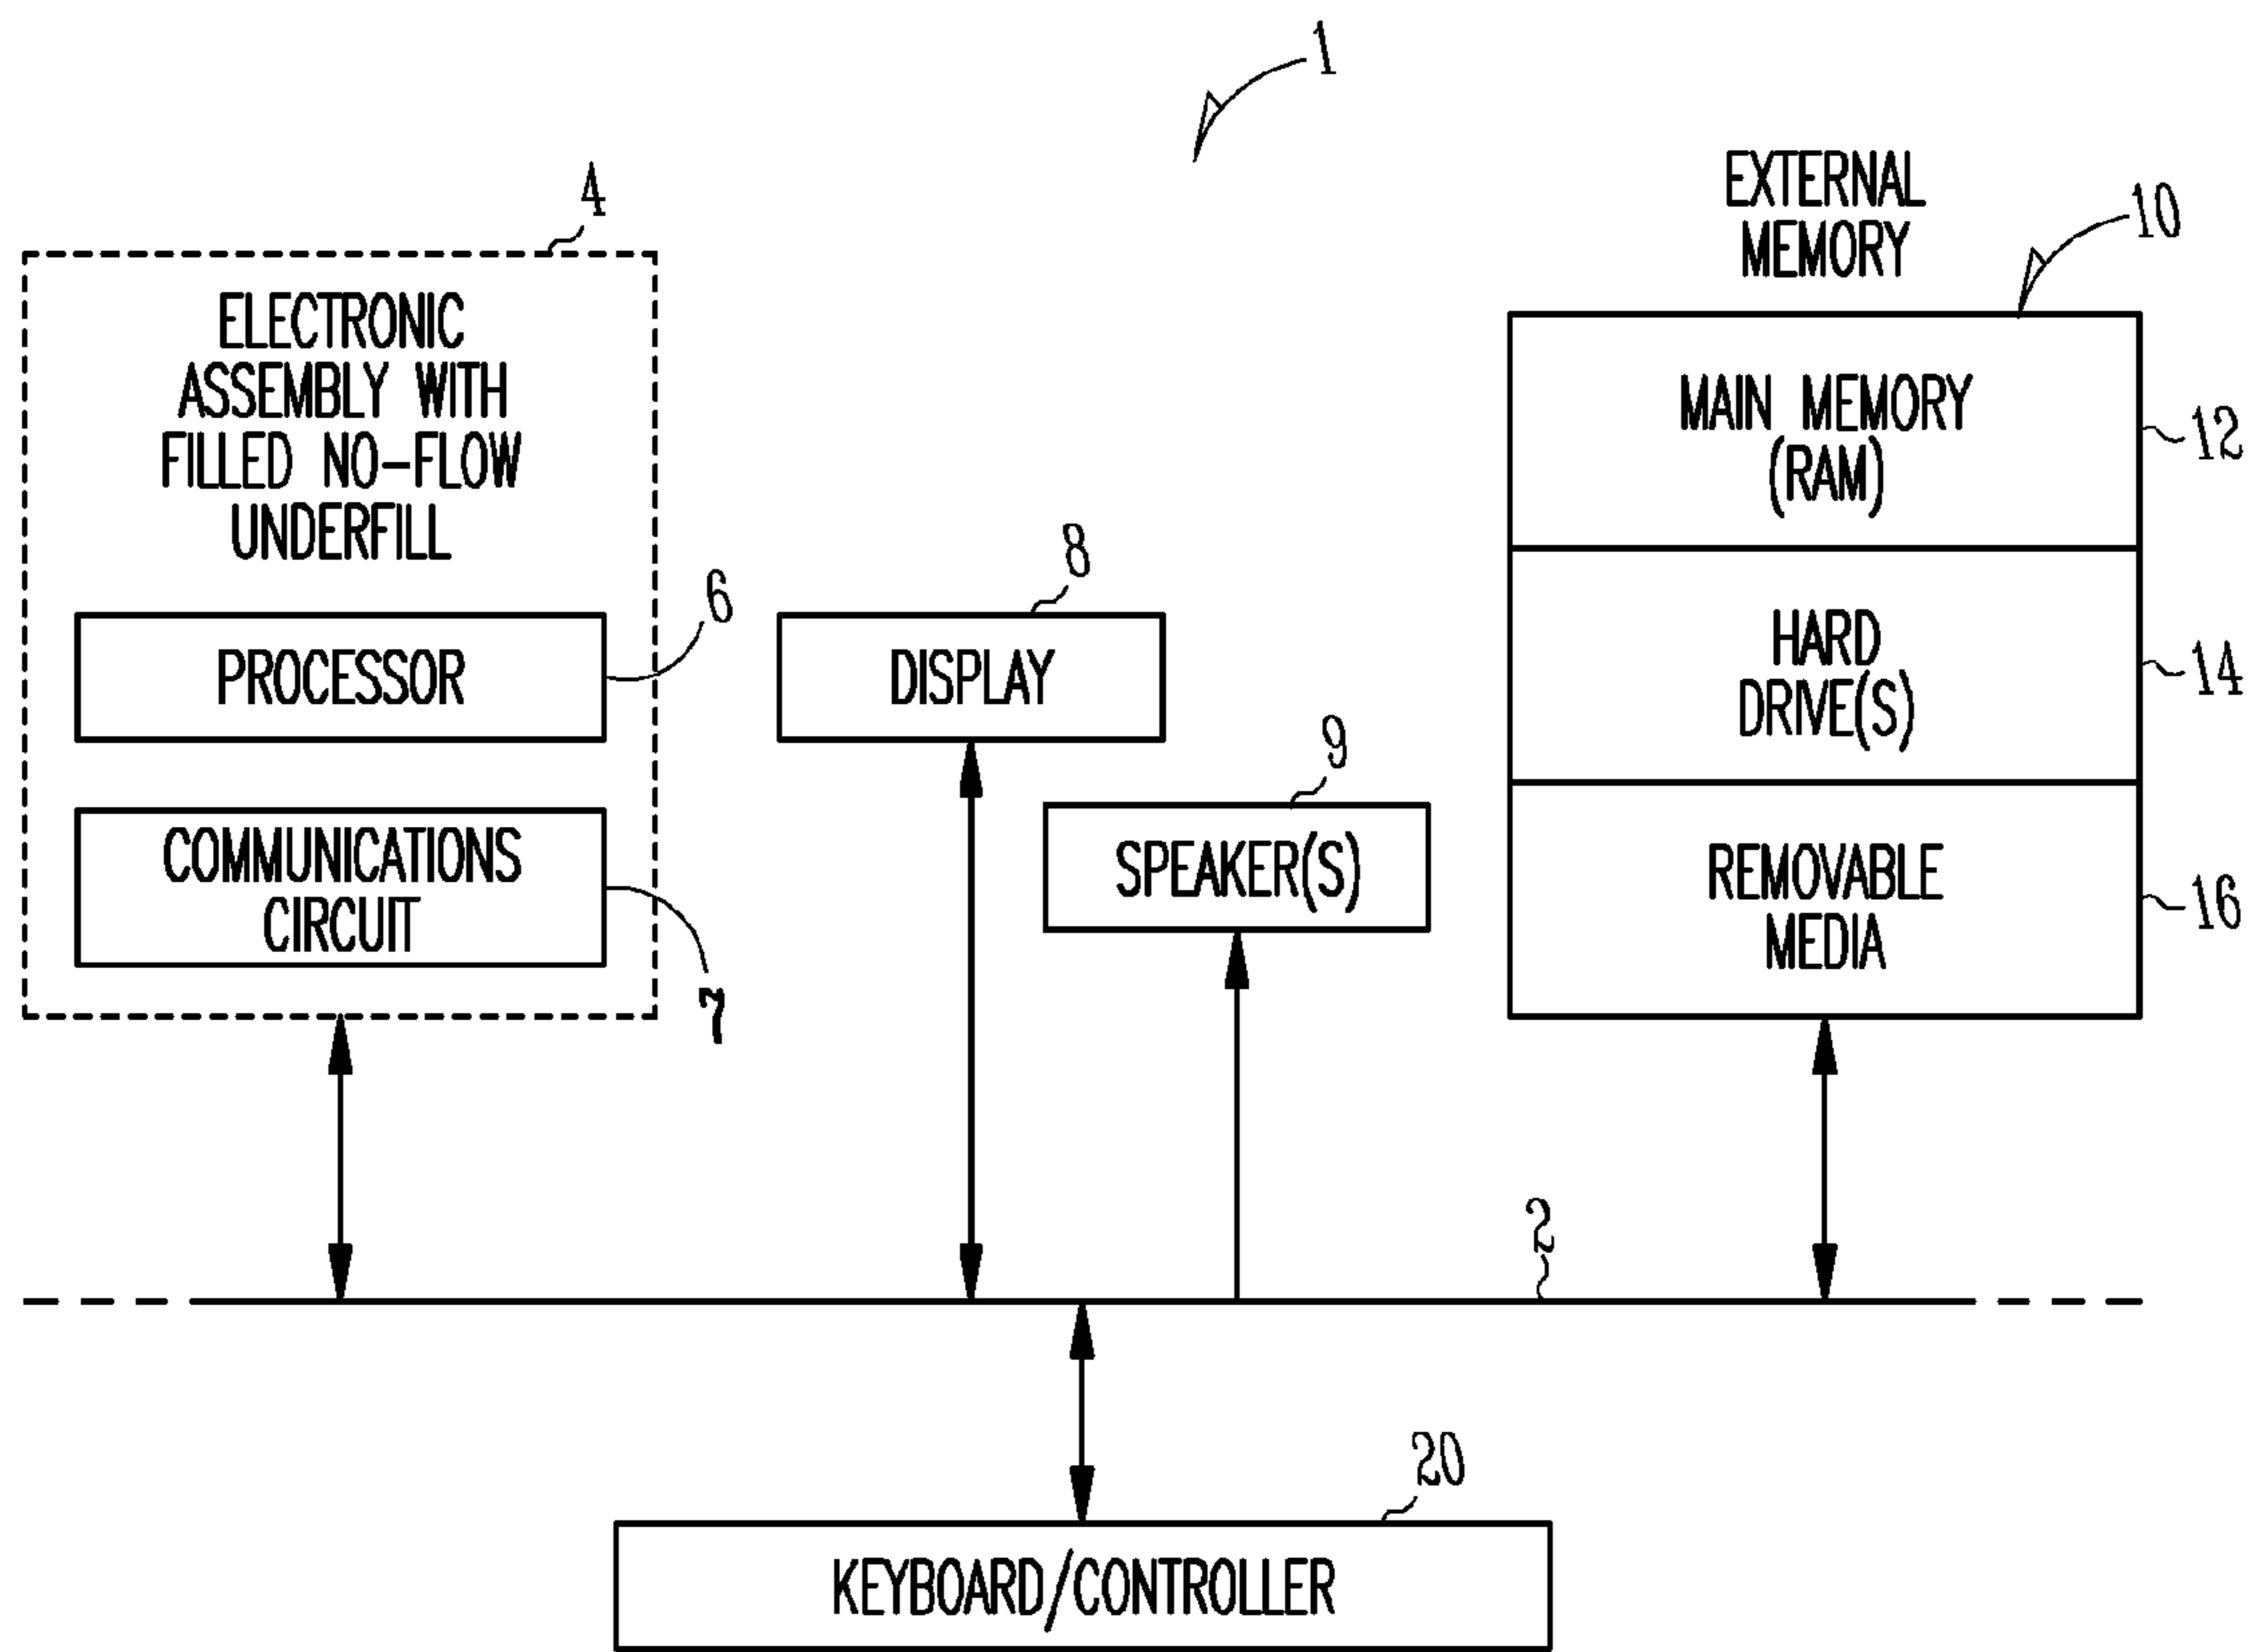 1
4
ELECTRONIC
ASSEMBLY WITH
FILLED NO-FLOW
UNDERFILL
PROCESSOR
6
COMMUNICATIONS
CIRCUIT
7
8
DISPLAY
9
SPEAKER(S)
EXTERNAL
MEMORY
10
MAIN MEMORY
(RAM)
12
HARD
DRIVE(S)
14
REMOVABLE
MEDIA
16
2
20
KEYBOARD/CONTROLLER